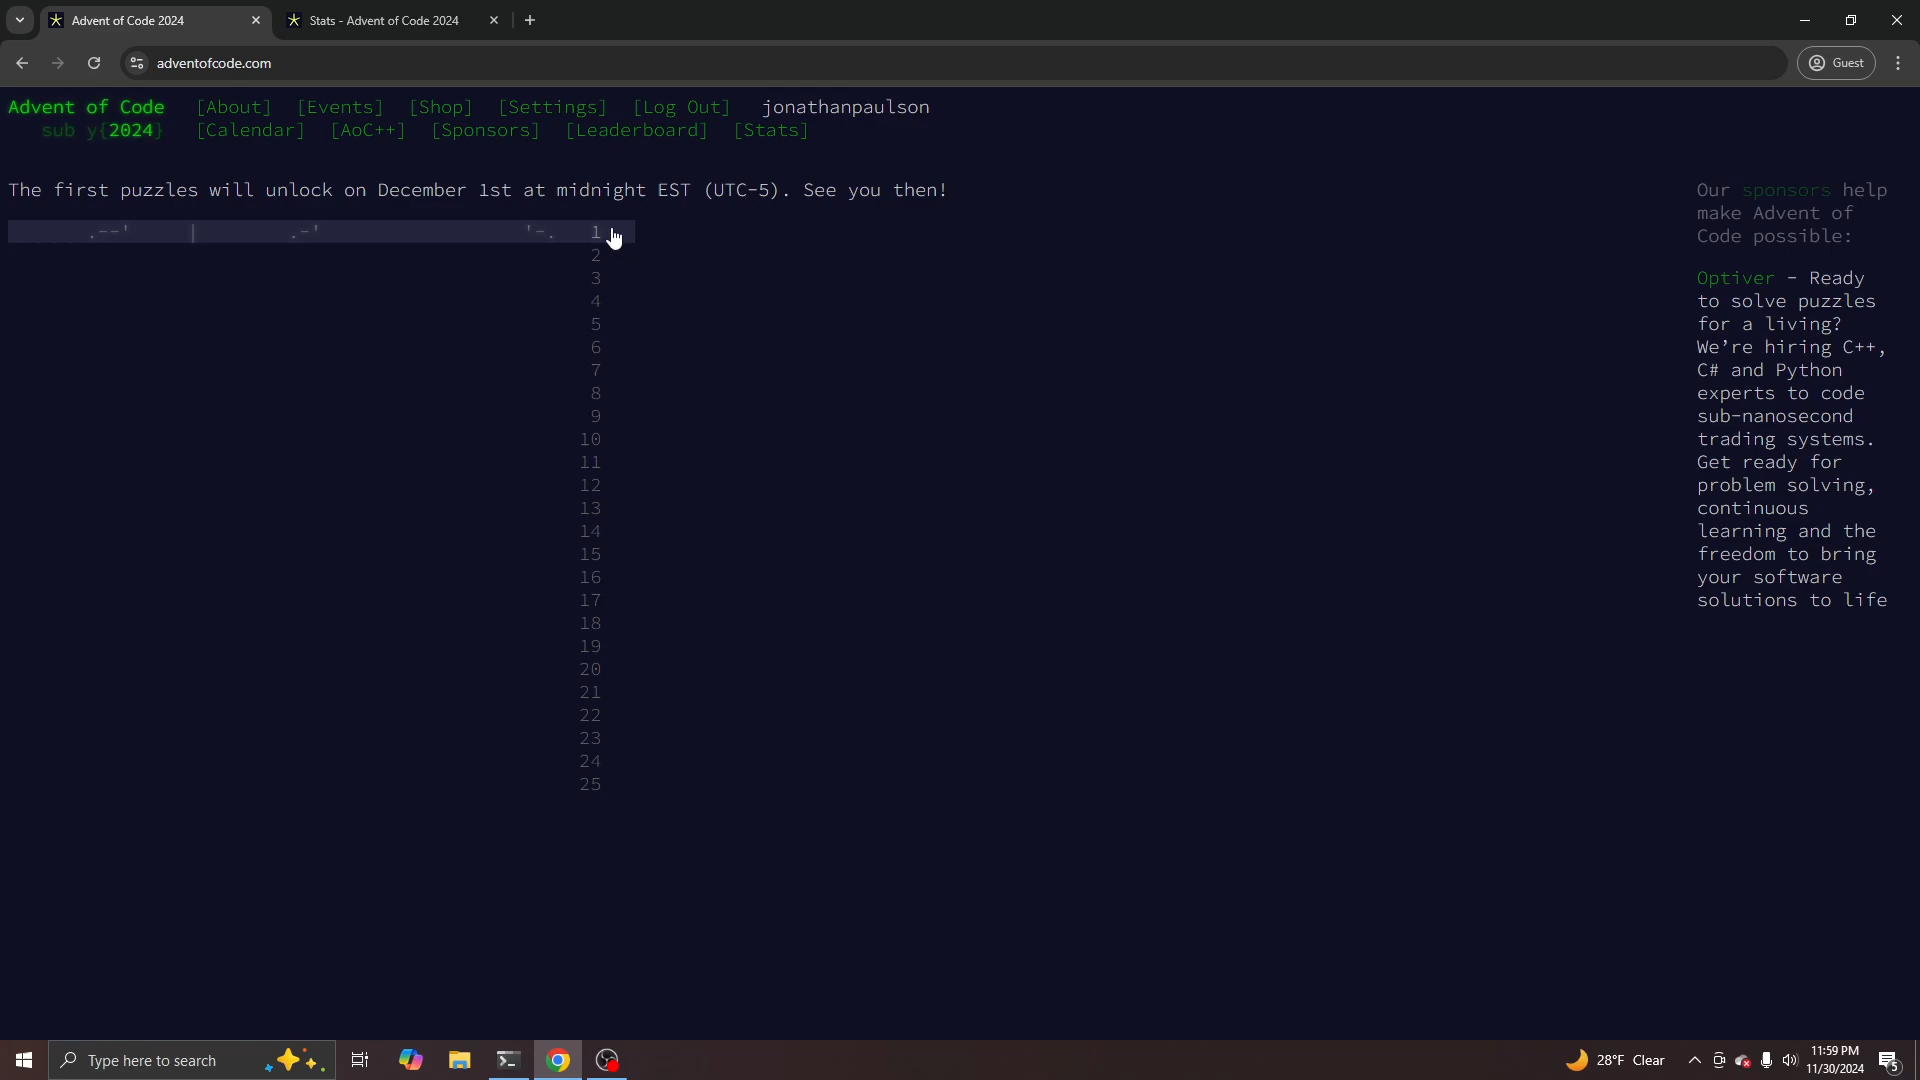 Advent of Code 2024
Stats - Advent of Code 2024
adventofcode.com
Guest
Advent of Code [About] [Events] [Shop] [Settings] [Log Out] jonathanpaulson
sub y{2024} [Calendar] [AoC++] [Sponsors] [Leaderboard] [Stats]
The first puzzles will unlock on December 1st at midnight EST (UTC-5). See you then!
.--' | .-' '-. 1
2
3
4
5
6
7
8
9
10
11
12
13
14
15
16
17
18
19
20
21
22
23
24
25
Our sponsors help
make Advent of
Code possible:
Optiver - Ready
to solve puzzles
for a living?
We’re hiring C++,
C# and Python
experts to code
sub-nanosecond
trading systems.
Get ready for
problem solving,
continuous
learning and the
freedom to bring
your software
solutions to life
Type here to search
28°F Clear
11:59 PM
11/30/2024
5